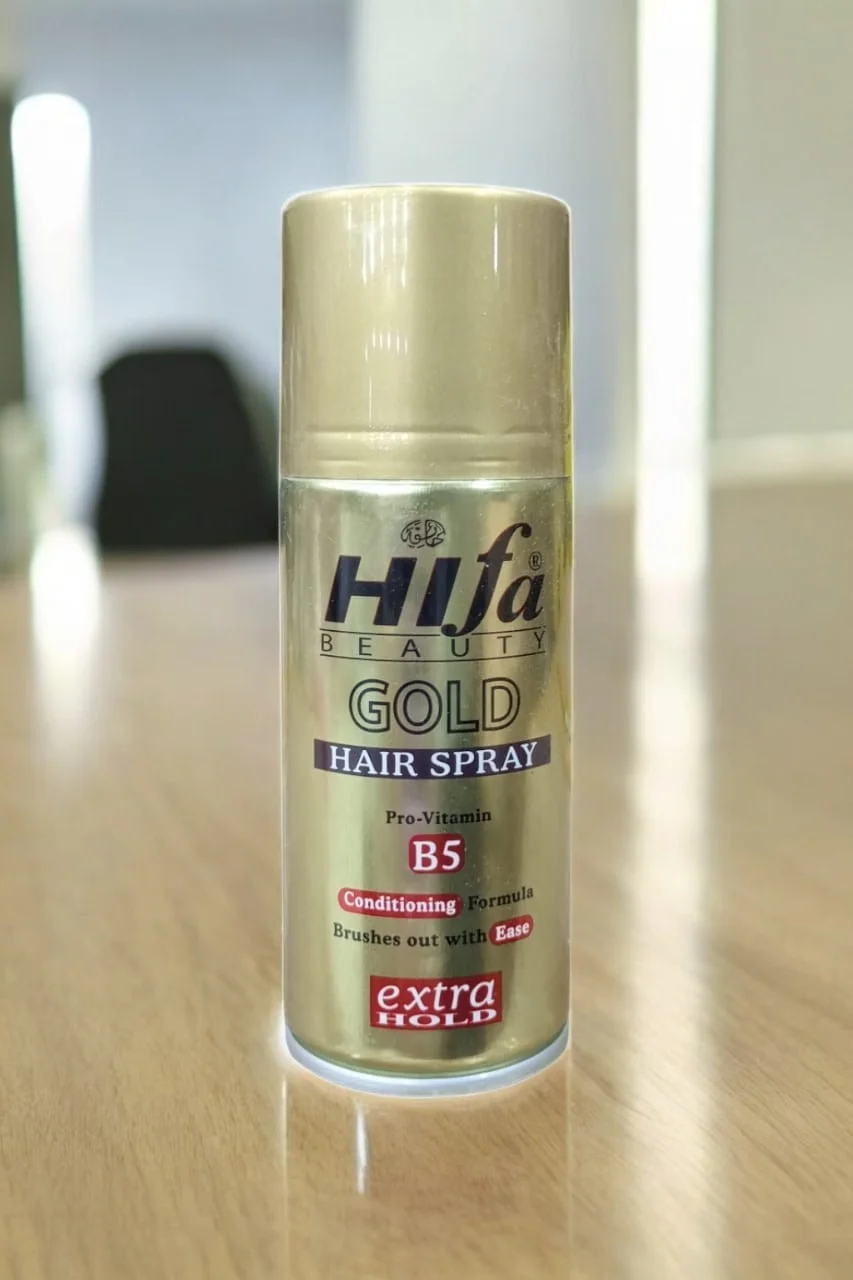 Hifa®
BEAUTY
GOLD
HAIR SPRAY
Pro-Vitamin
B5
Conditioning Formula
Brushes out with Ease
extra
HOLD